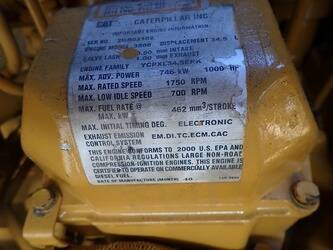 CAT CATERPILLAR INC.
IMPORTANT ENGINE INFORMATION
ENGINE MODEL 3508 DISPLACEMENT 34.5 L
VALVE LASH INTAKE
EXHAUST
ENGINE FAMILY
MAX. ADV. POWER 746 kW 1000 HP
MAX. RATED SPEED 1750 RPM
MAX. LOW IDLE SPEED 700 RPM
MAX. FUEL RATE @ 462 mm³/STROKE
MAX. kW
MAX. INITIAL TIMING DEG. ELECTRONIC
EXHAUST EMISSION EM.DI.TC.ECM.CAC
CONTROL SYSTEM
THIS ENGINE CONFORMS TO 2000 U.S. EPA AND
CALIFORNIA REGULATIONS LARGE NON-ROAD
COMPRESSION-IGNITION ENGINES. THIS ENGINE IS
CERTIFIED TO OPERATE ON COMMERCIALLY AVAILABLE
DIESEL FUEL.
DATE OF MANUFACTURE (MONTH)